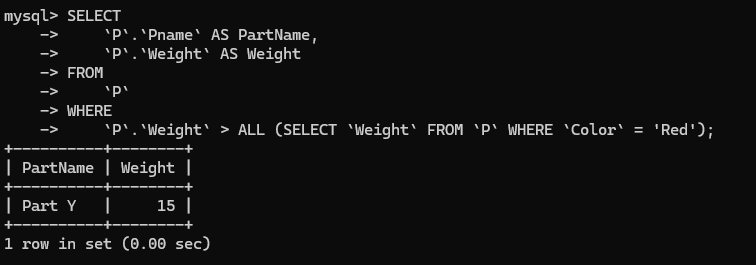 mysql> SELECT
    ->     `P`.`Pname` AS PartName,
    ->     `P`.`Weight` AS Weight
    -> FROM
    ->     `P`
    -> WHERE
    ->     `P`.`Weight` > ALL (SELECT `Weight` FROM `P` WHERE `Color` = 'Red');
+----------+--------+
| PartName | Weight |
+----------+--------+
| Part Y   |     15 |
+----------+--------+
1 row in set (0.00 sec)